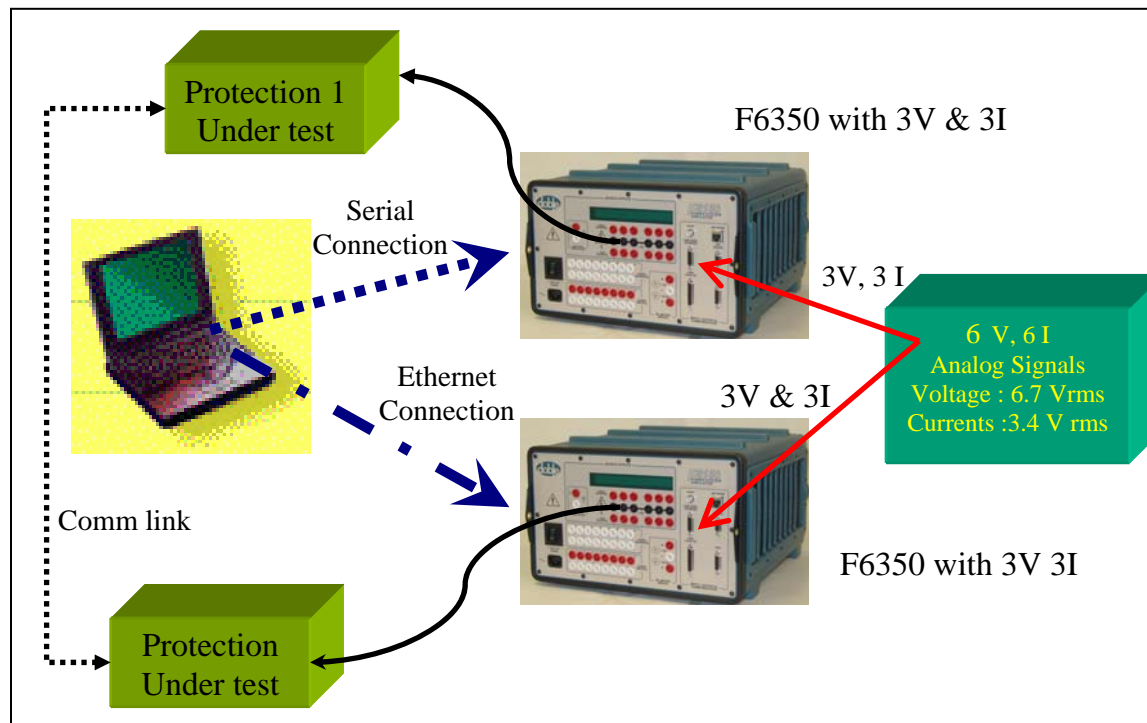 Protection 1
Under test
F6350 with 3V & 3I
Serial
Connection
3V, 3 I
6 V, 6 I
Analog Signals
Voltage : 6.7 Vrms
Currents :3.4 V rms
Ethernet
Connection
3V & 3I
Comm link
F6350 with 3V 3I
Protection
Under test